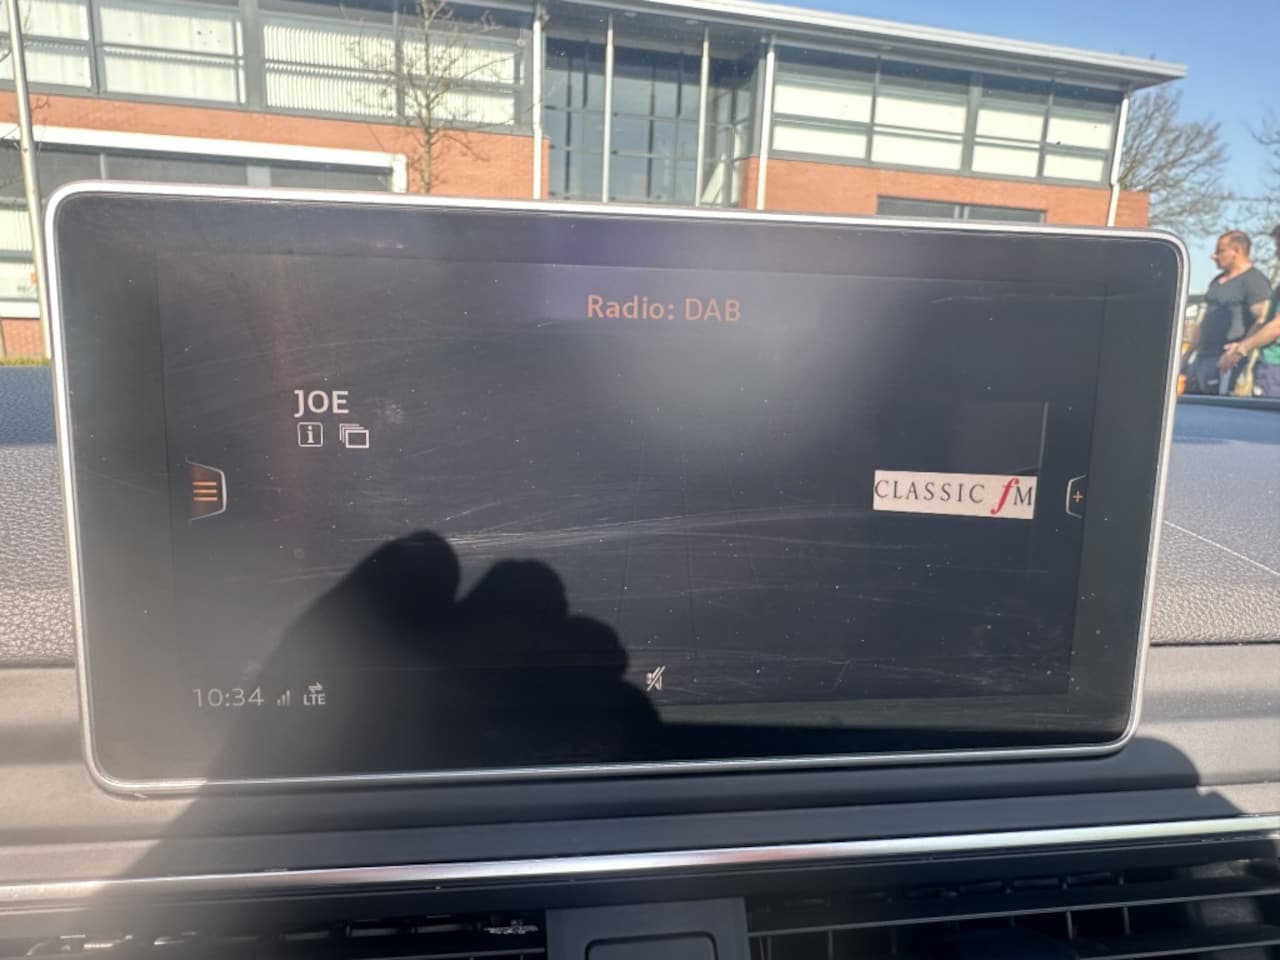 Radio: DAB
JOE
i
CLASSIC fM
+
10:34 LTE